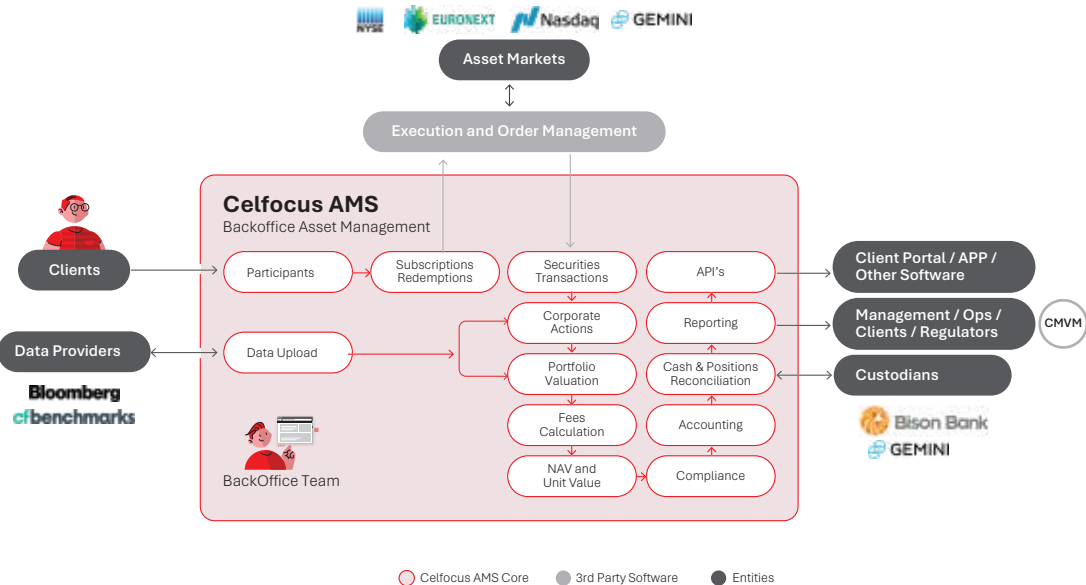 NYSE
EURONEXT
Nasdaq
GEMINI
Asset Markets
Execution and Order Management
Celfocus AMS
Backoffice Asset Management
Clients
Participants
Subscriptions
Redemptions
Securities
Transactions
API's
Client Portal / APP /
Other Software
Corporate
Actions
Reporting
Management / Ops /
Clients / Regulators
CMVM
Data Providers
Data Upload
Portfolio
Valuation
Cash & Positions
Reconciliation
Custodians
Bloomberg
cfbenchmarks
Fees
Calculation
Accounting
Bison Bank
GEMINI
BackOffice Team
NAV and
Unit Value
Compliance
Celfocus AMS Core
3rd Party Software
Entities